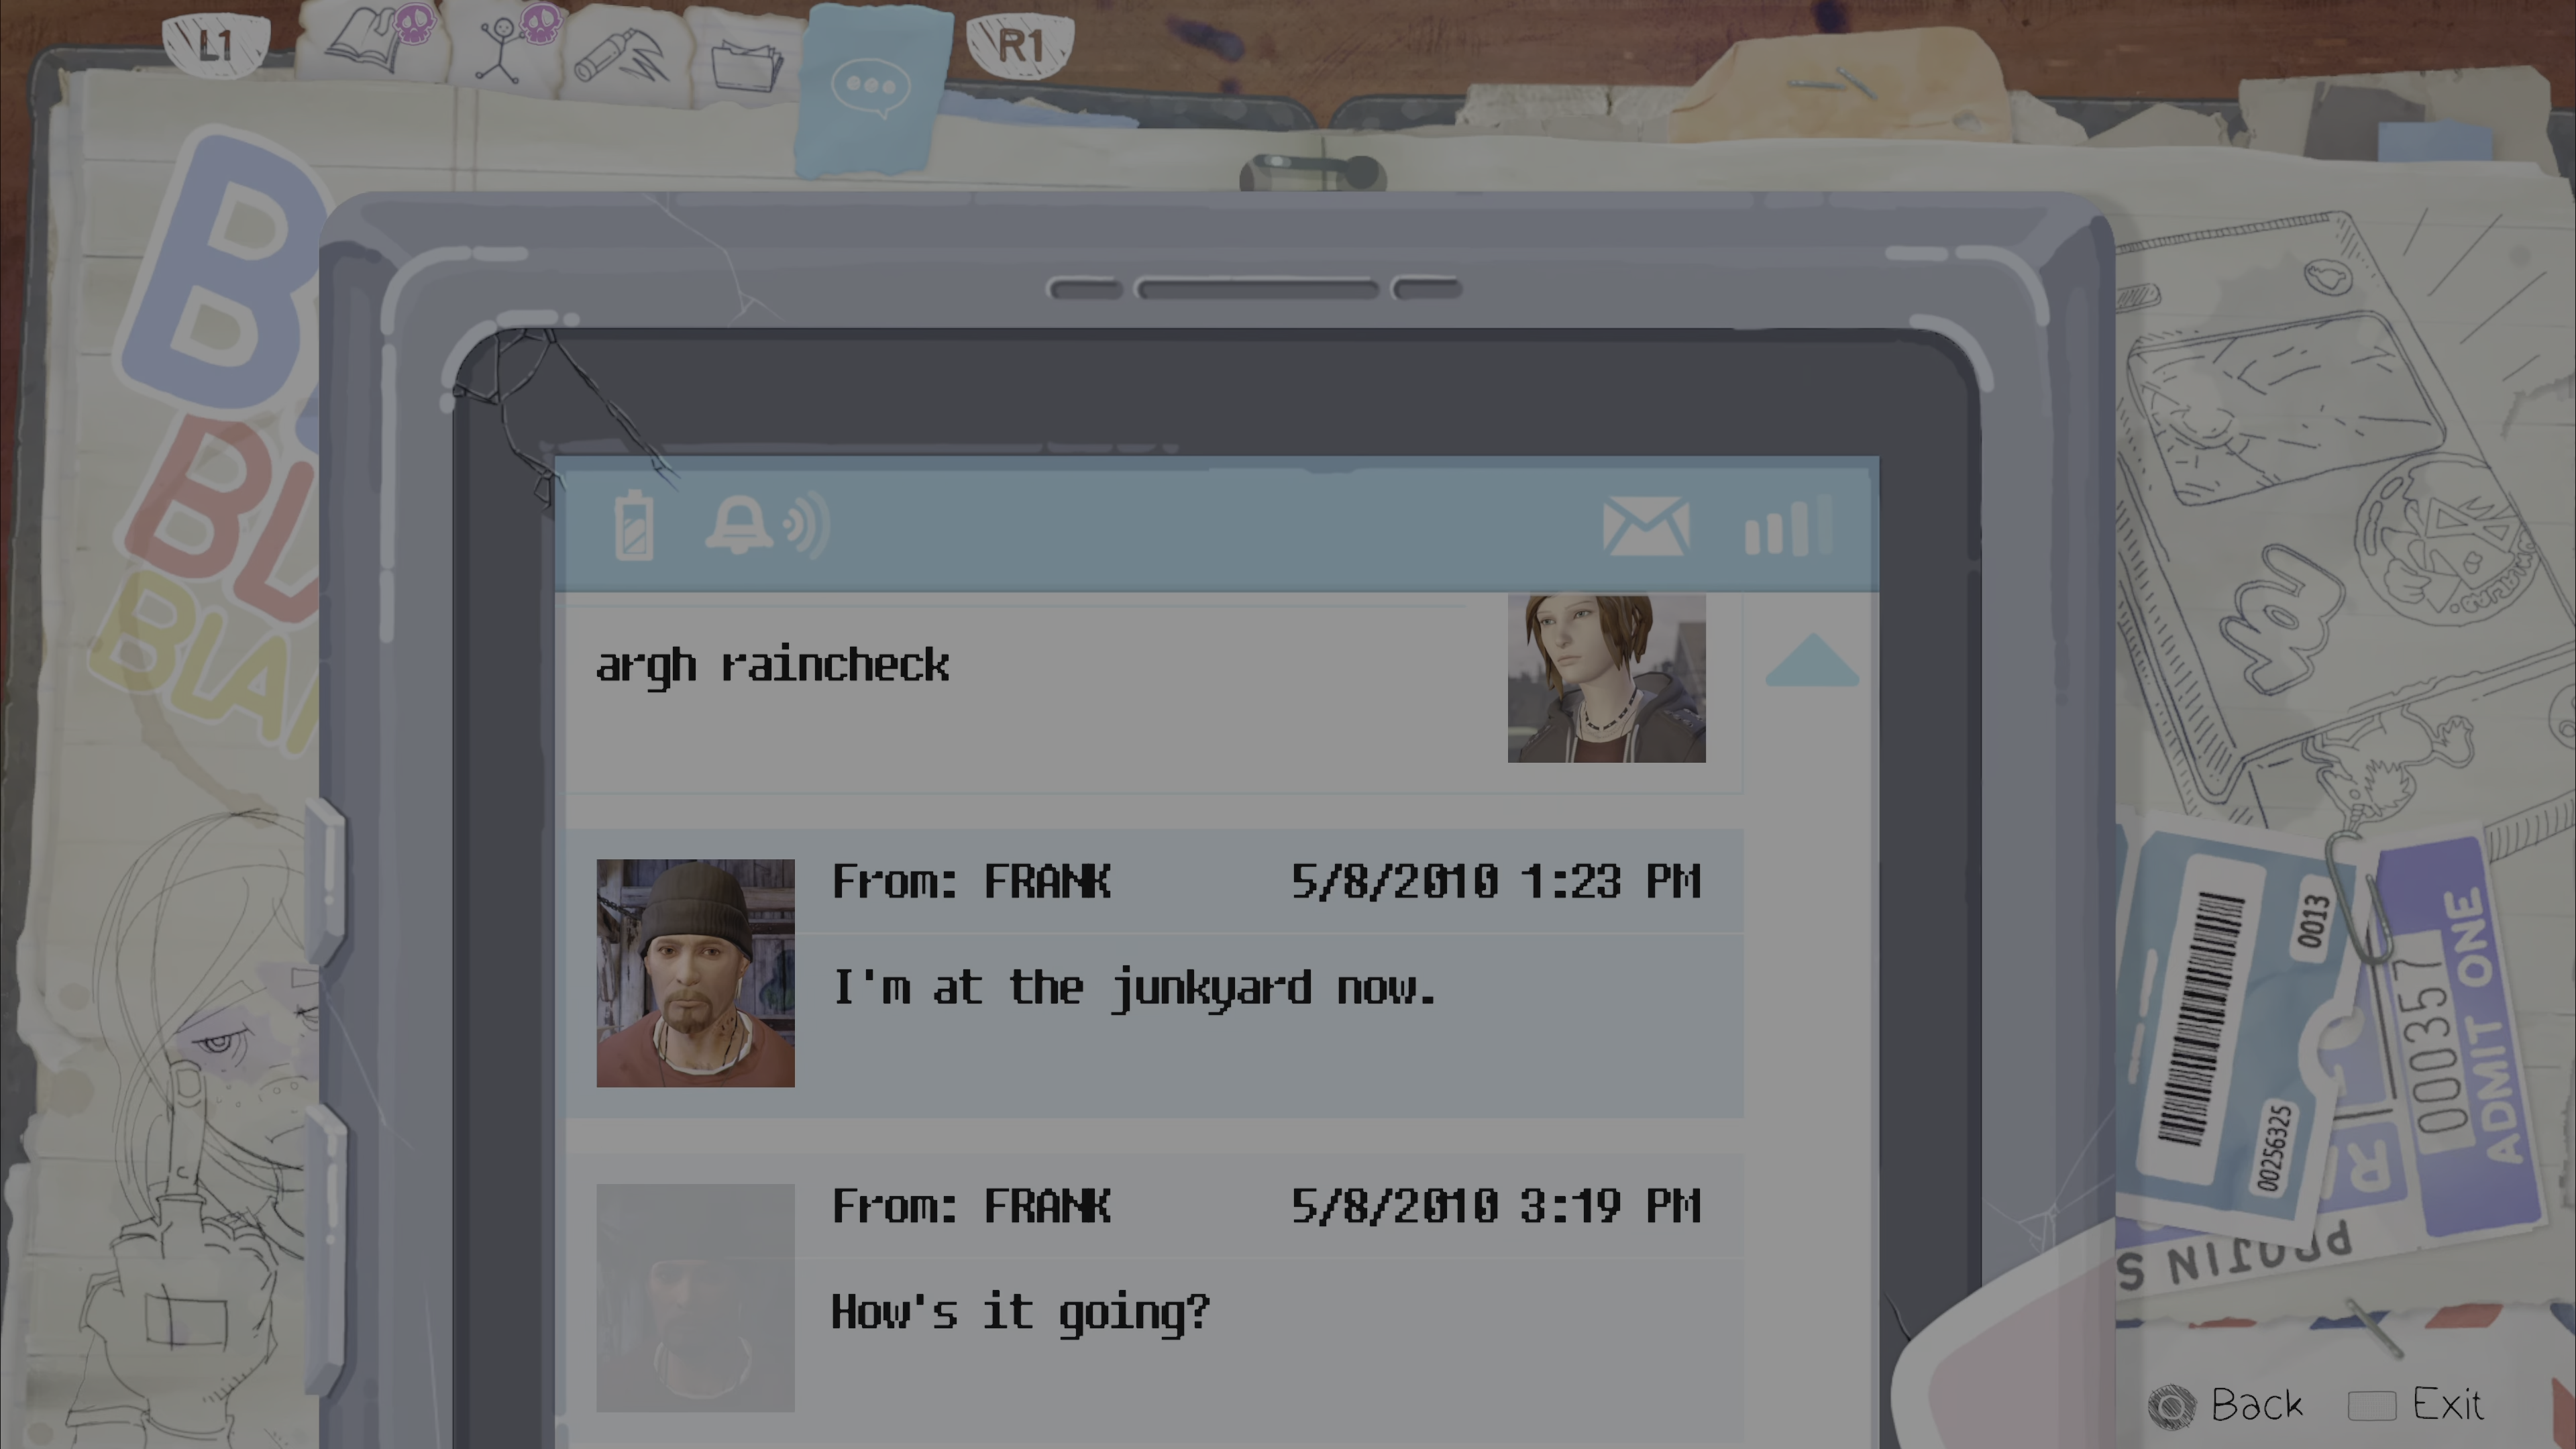 L1
R1
argh raincheck
From: FRANK 5/8/2010 1:23 PM
I'm at the junkyard now.
From: FRANK 5/8/2010 3:19 PM
How's it going?
0013
00256325
000357
ADMIT ONE
Back
Exit